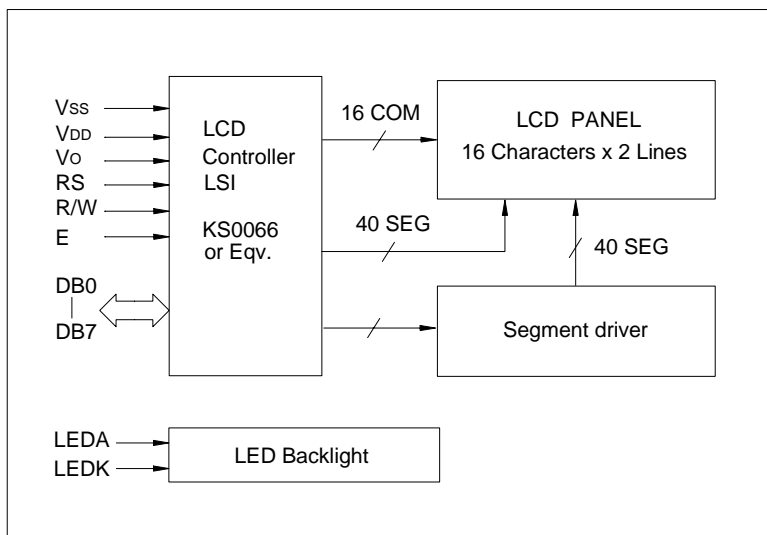 VSS
VDD
VO
RS
R/W
E
DB0
DB7
LCD
Controller
LSI
KS0066
or Eqv.
16 COM
40 SEG
LCD PANEL
16 Characters x 2 Lines
40 SEG
Segment driver
LEDA
LEDK
LED Backlight